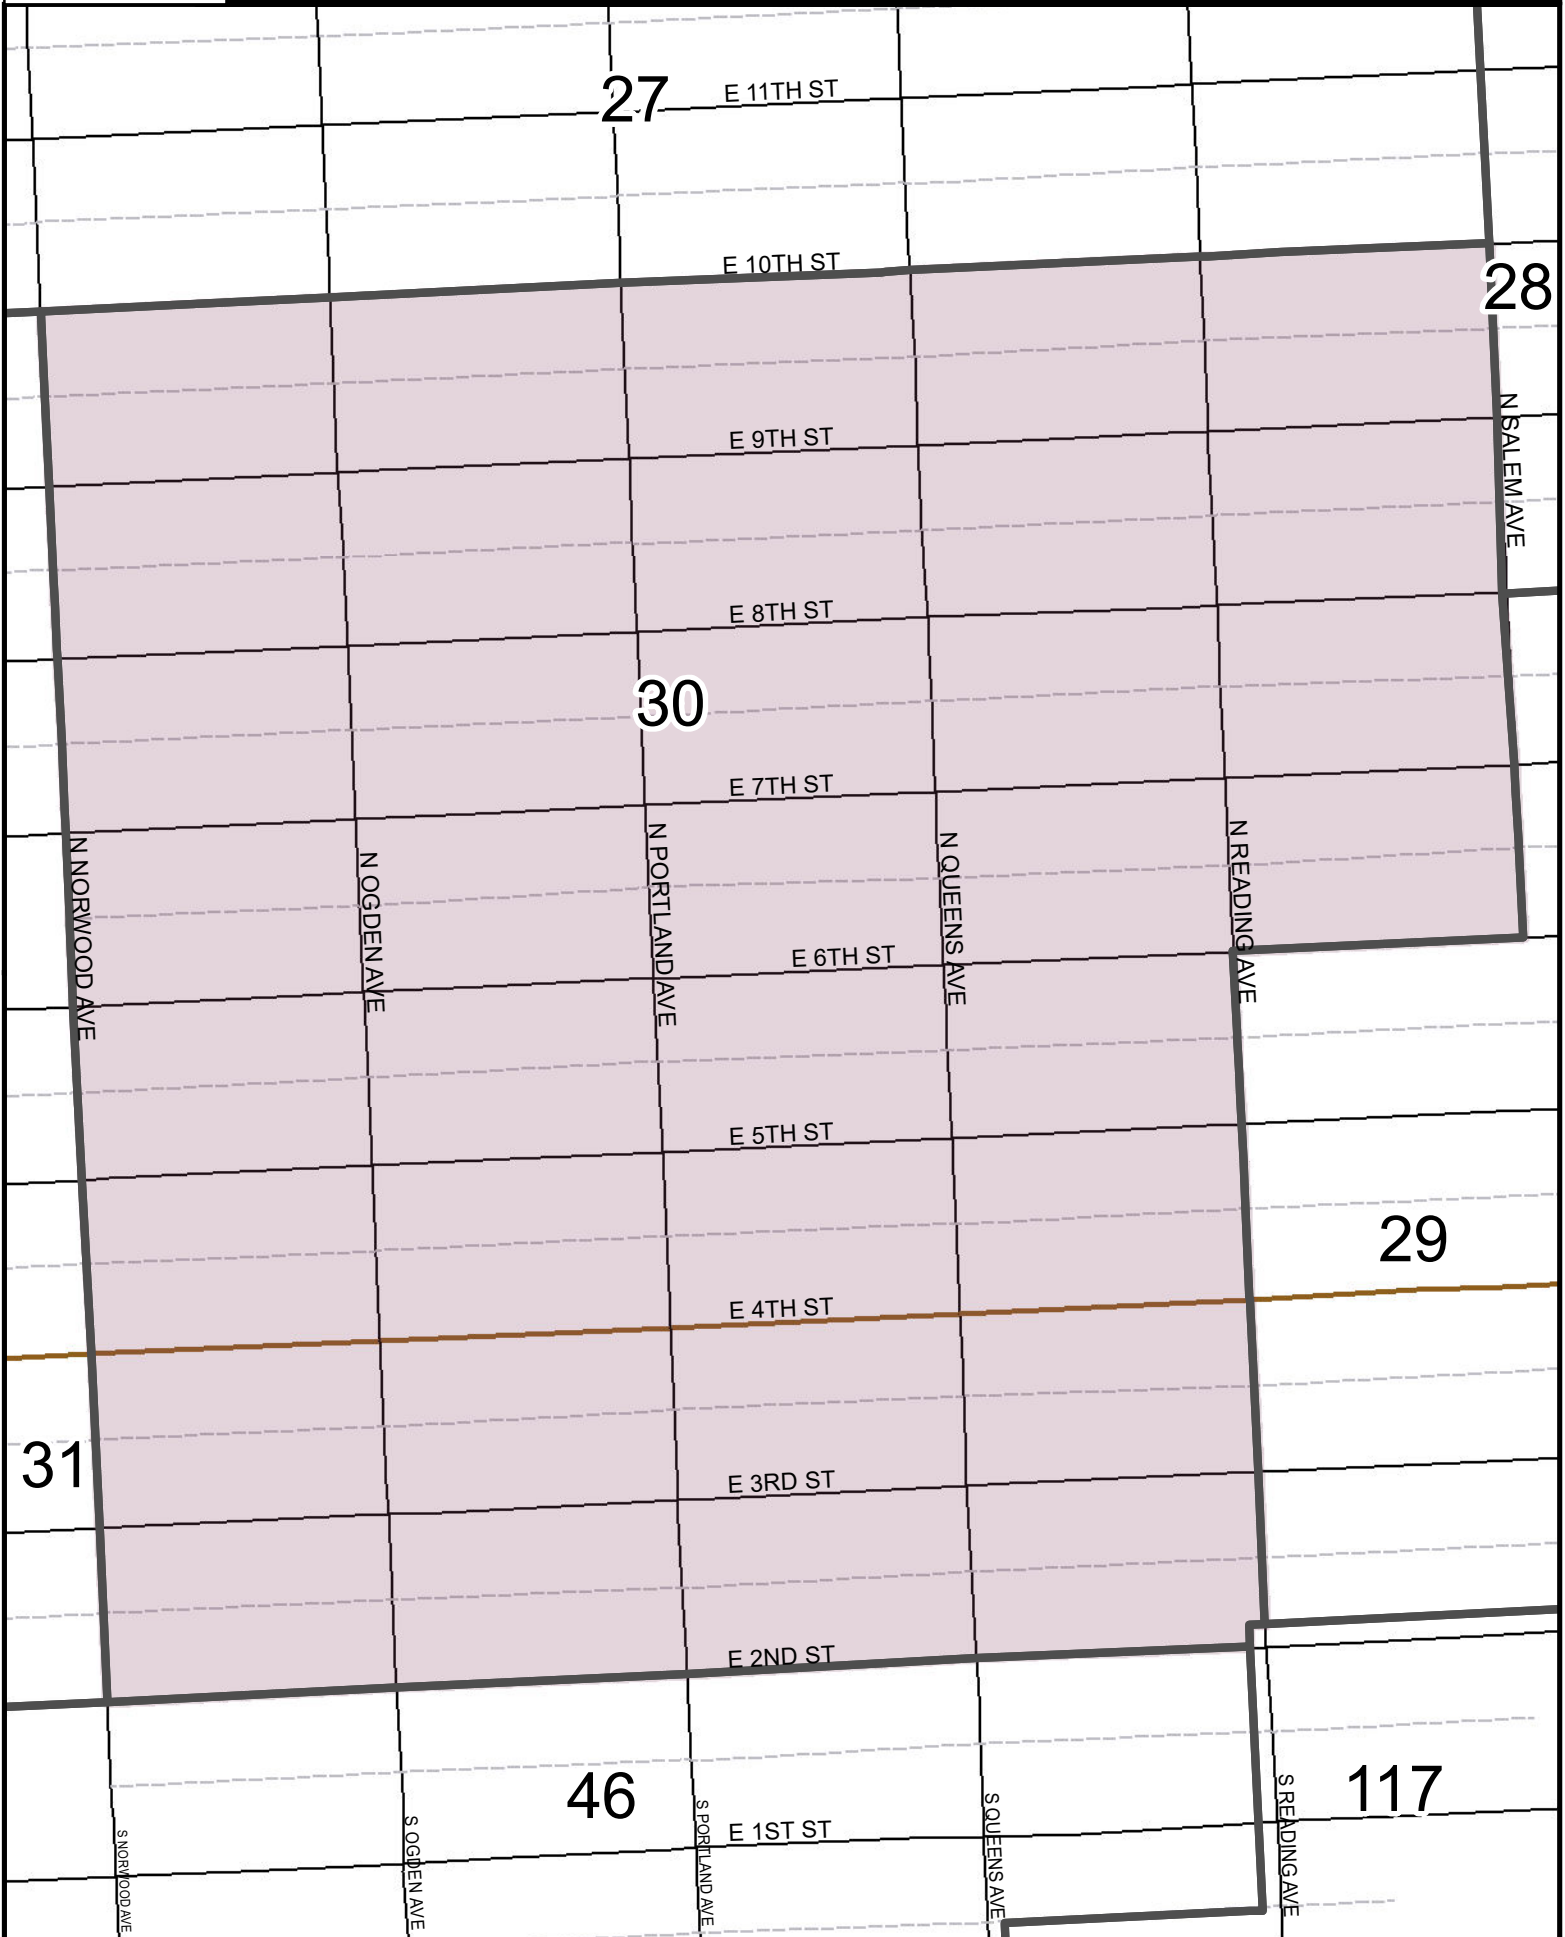 27
E 11TH ST
E 10TH ST
28
N SALEM AVE
E 9TH ST
E 8TH ST
30
E 7TH ST
N NORWOOD AVE
N OGDEN AVE
N PORTLAND AVE
N QUEENS AVE
N READING AVE
E 6TH ST
E 5TH ST
29
E 4TH ST
31
E 3RD ST
E 2ND ST
46
117
E 1ST ST
S NORWOOD AVE
S OGDEN AVE
S PORTLAND AVE
S QUEENS AVE
S READING AVE